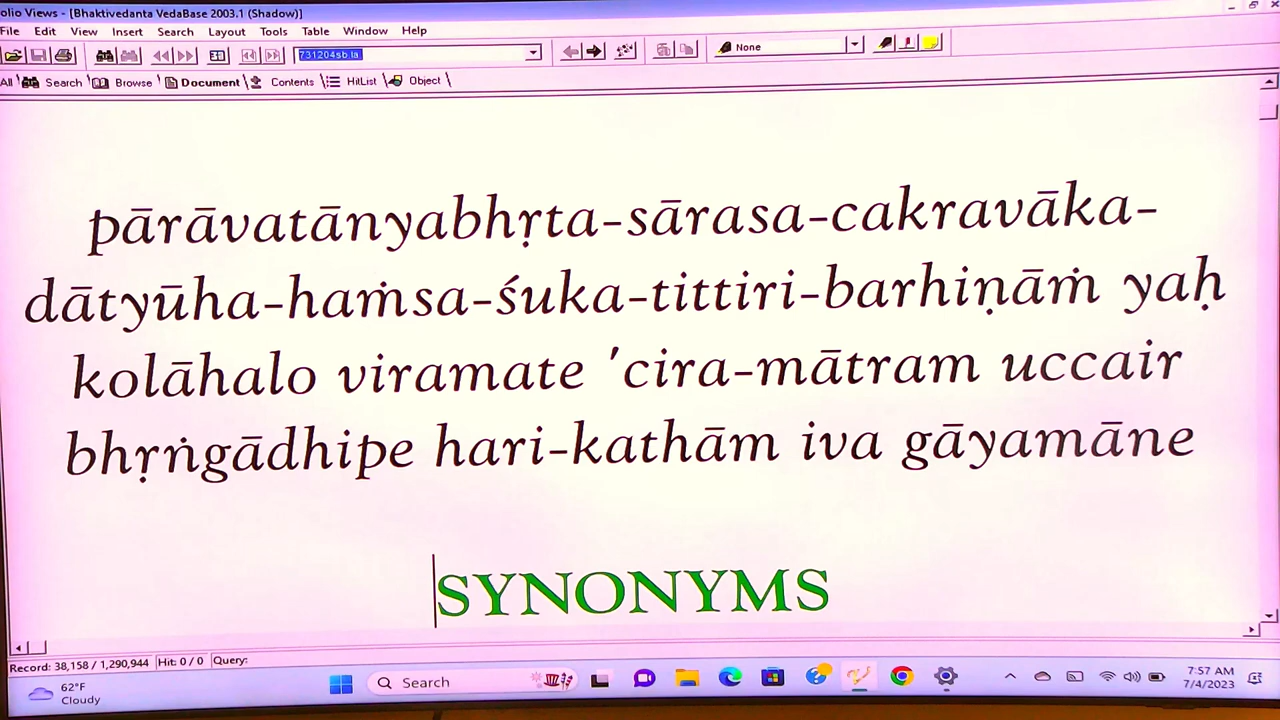 olio Views - [Bhaktivedanta VedaBase 2003.1 (Shadow)]
File Edit View Insert Search Layout Tools Table Window Help
731204sb.la None
All Search Browse Document Contents HitList Object
pārāvatānyabhṛta-sārasa-cakravāka-
dātyūha-haṁsa-śuka-tittiri-barhiṇāṁ yaḥ
kolāhalo viramate 'cira-mātram uccair
bhṛṅgādhipe hari-kathām iva gāyamāne
SYNONYMS
Record: 38,158 / 1,290,944 Hit: 0 / 0 Query:
62°F
Cloudy
Search
7:57 AM
7/4/2023